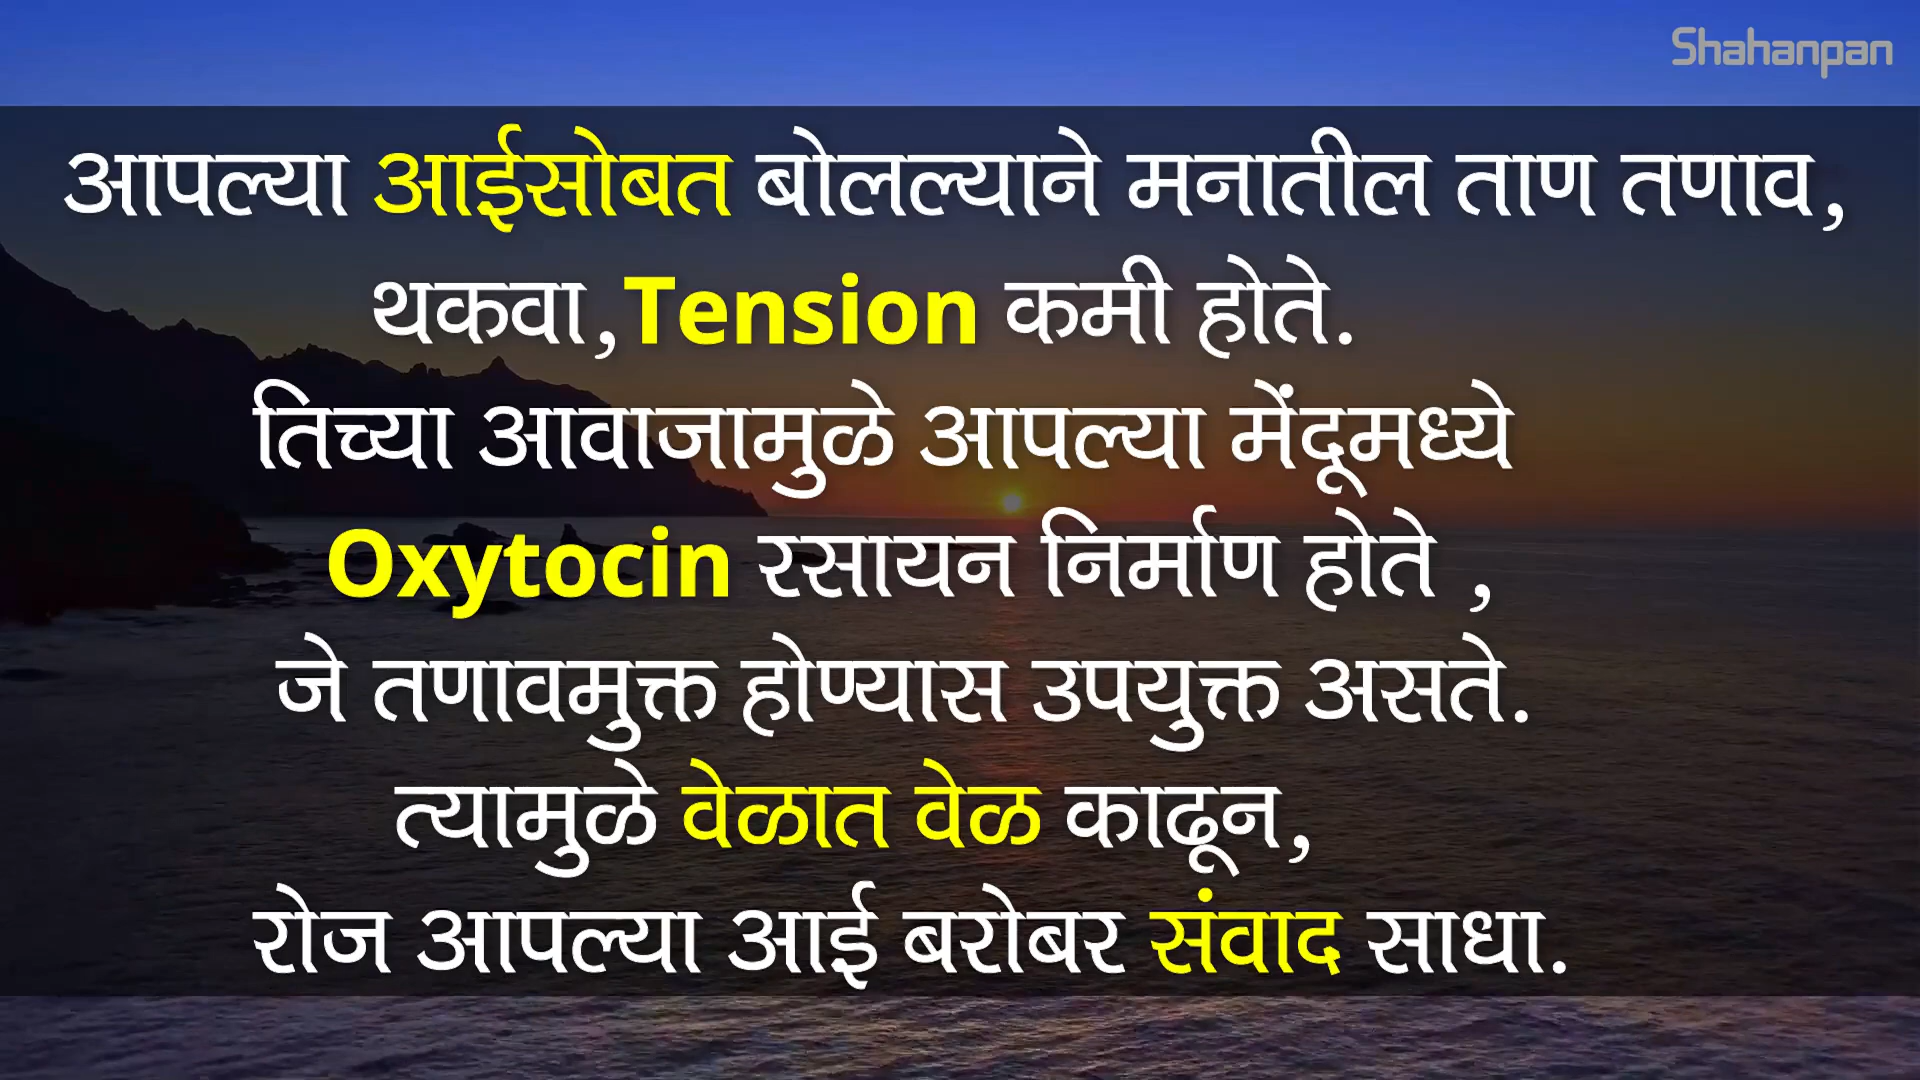 Shahanpan
आपल्या आईसोबत बोलल्याने मनातील ताण तणाव,
थकवा,Tension कमी होते.
तिच्या आवाजामुळे आपल्या मेंदूमध्ये
Oxytocin रसायन निर्माण होते ,
जे तणावमुक्त होण्यास उपयुक्त असते.
त्यामुळे वेळात वेळ काढून,
रोज आपल्या आई बरोबर संवाद साधा.